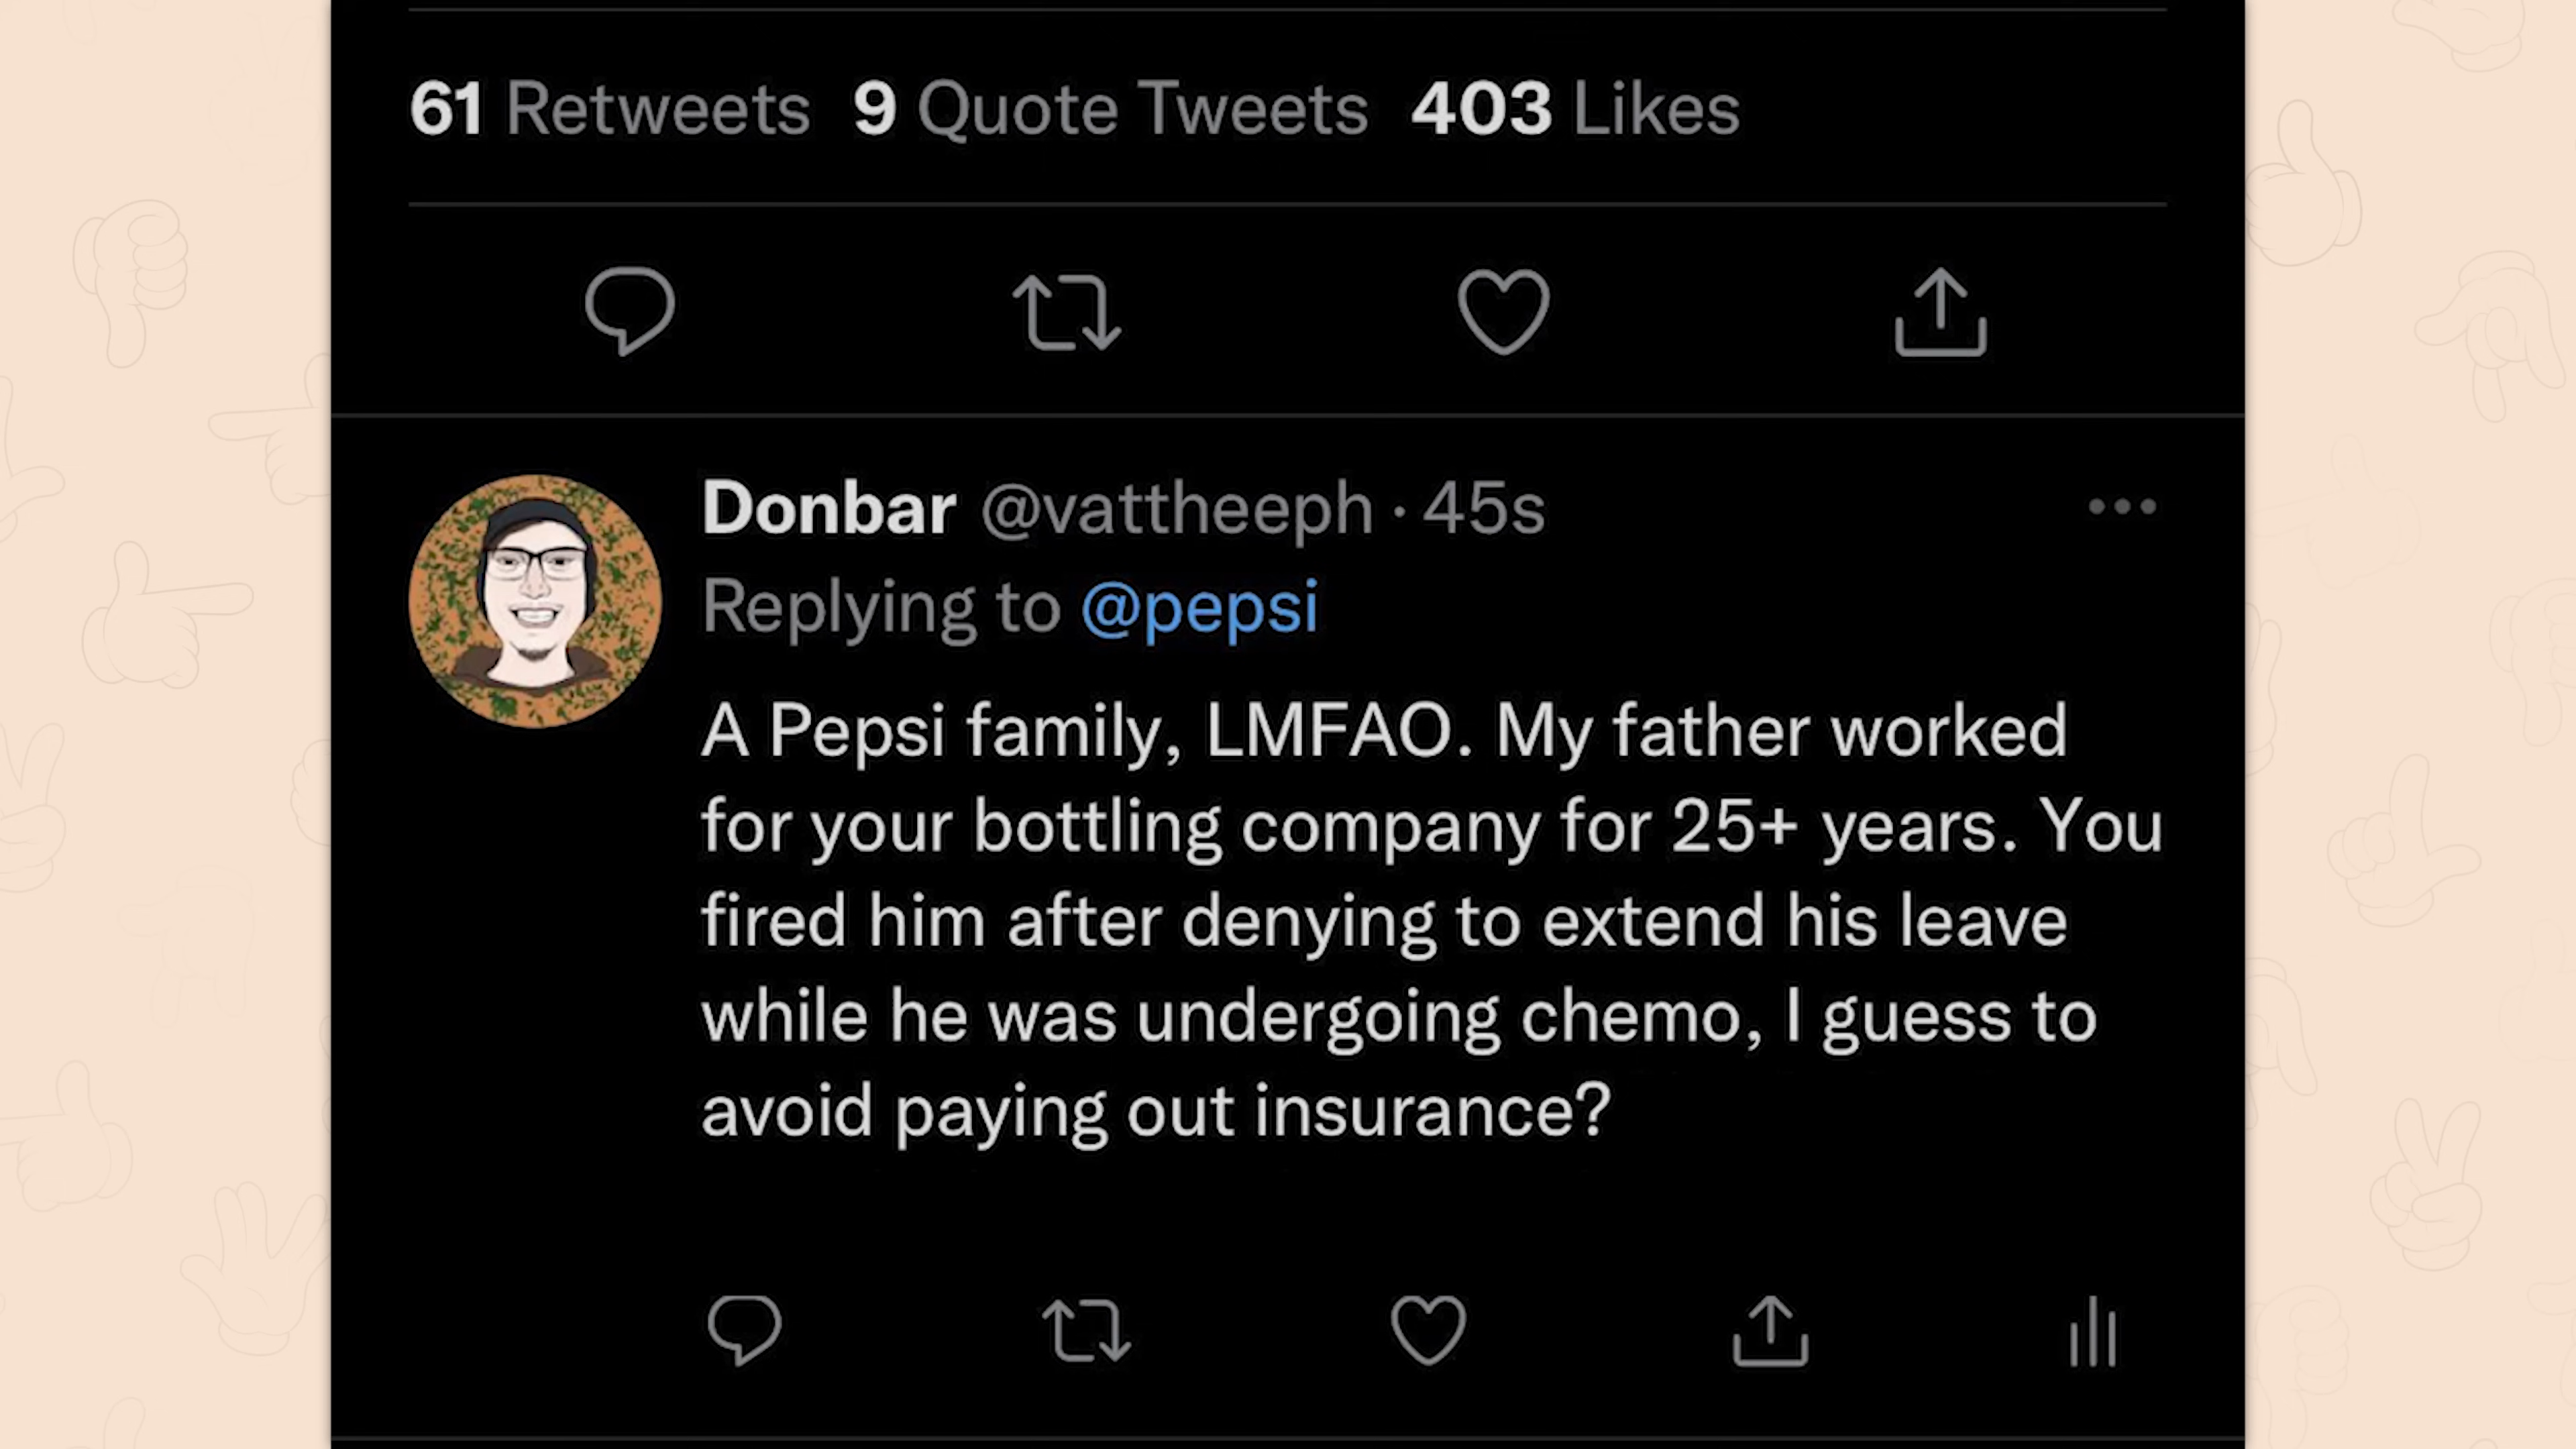 61 Retweets 9 Quote Tweets 403 Likes
Donbar @vattheeph · 45s
Replying to @pepsi
A Pepsi family, LMFAO. My father worked
for your bottling company for 25+ years. You
fired him after denying to extend his leave
while he was undergoing chemo, I guess to
avoid paying out insurance?